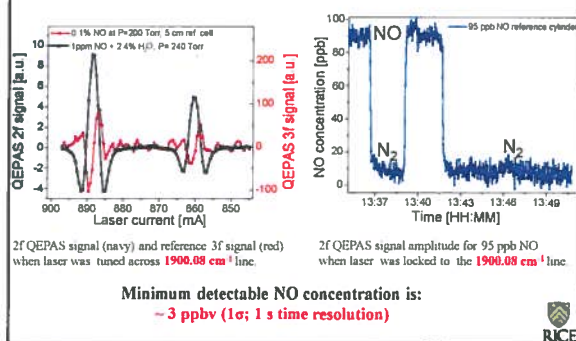 0.1% NO at P=200 Torr, 5 cm ref. cell
1ppm NO + 2.4% H2O, P= 240 Torr
QEPAS 2f signal [a.u.]
10
8
6
4
2
0
-2
-4
QEPAS 3f signal [a.u.]
200
100
0
-100
900 890 880 870 860 850
Laser current [mA]
2f QEPAS signal (navy) and reference 3f signal (red)
when laser was tuned across 1900.08 cm-1 line.
95 ppb NO reference cylinder
NO concentration [ppb]
100
80
60
40
20
0
NO
N2
N2
13:37 13:40 13:43 13:46 13:49
Time [HH:MM]
2f QEPAS signal amplitude for 95 ppb NO
when laser was locked to the 1900.08 cm-1 line.
Minimum detectable NO concentration is:
~ 3 ppbv (1σ; 1 s time resolution)
RICE